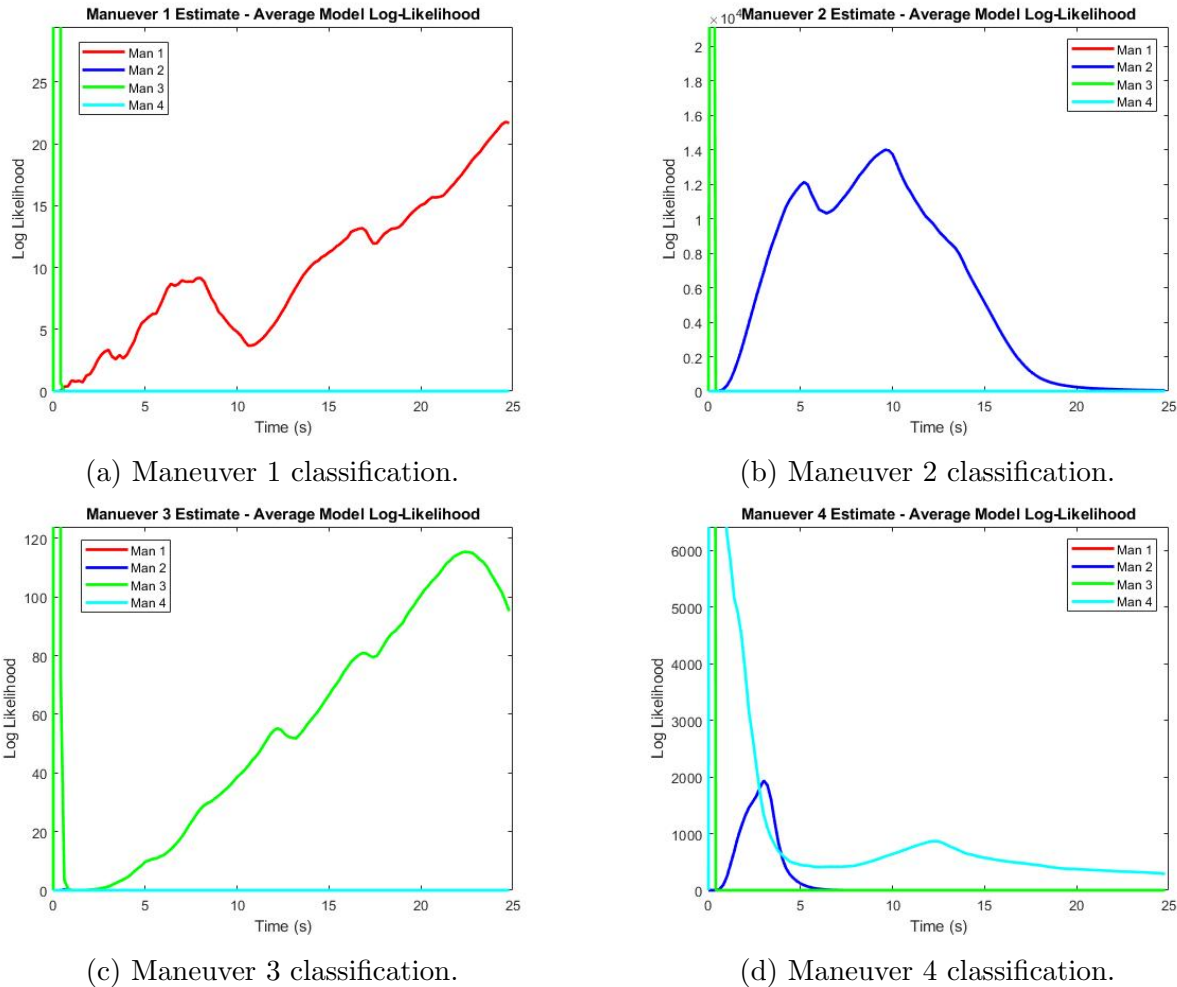 Manuever 1 Estimate - Average Model Log-Likelihood
Log Likelihood
25
20
15
10
5
0
Man 1
Man 2
Man 3
Man 4
0 5 10 15 20 25
Time (s)
(a) Maneuver 1 classification.
× 10⁴ Manuever 2 Estimate - Average Model Log-Likelihood
Log Likelihood
2
1.8
1.6
1.4
1.2
1
0.8
0.6
0.4
0.2
0
Man 1
Man 2
Man 3
Man 4
0 5 10 15 20 25
Time (s)
(b) Maneuver 2 classification.
Manuever 3 Estimate - Average Model Log-Likelihood
Log Likelihood
120
100
80
60
40
20
0
Man 1
Man 2
Man 3
Man 4
0 5 10 15 20 25
Time (s)
(c) Maneuver 3 classification.
Manuever 4 Estimate - Average Model Log-Likelihood
Log Likelihood
6000
5000
4000
3000
2000
1000
0
Man 1
Man 2
Man 3
Man 4
0 5 10 15 20 25
Time (s)
(d) Maneuver 4 classification.